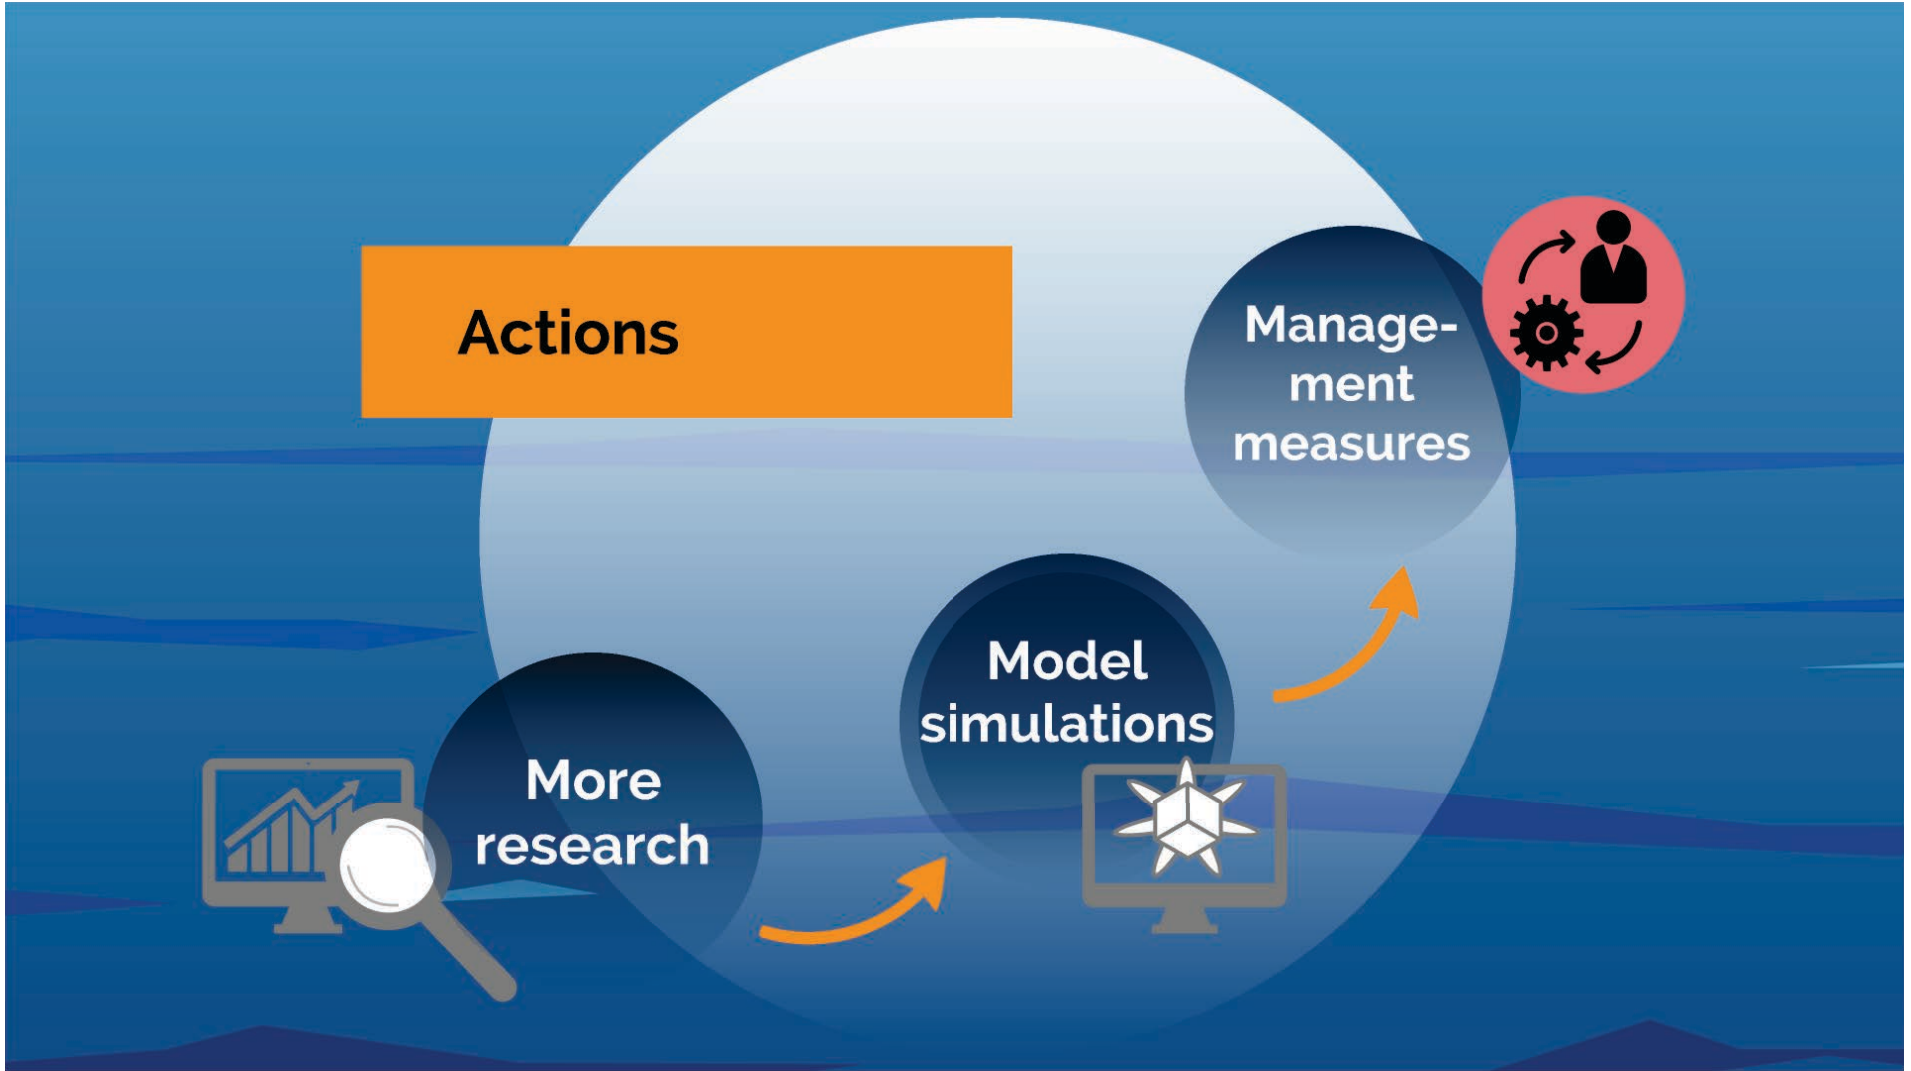 Actions
Manage-
ment
measures
Model
simulations
More
research